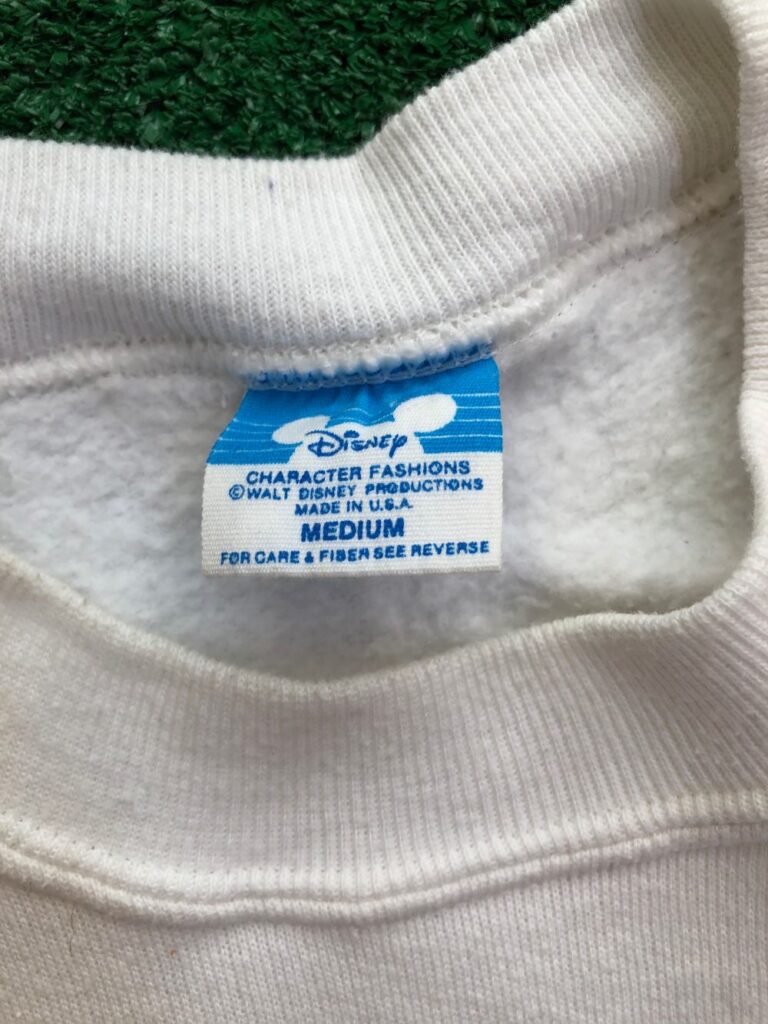 Disney
CHARACTER FASHIONS
©WALT DISNEY PRODUCTIONS
MADE IN U.S.A
MEDIUM
FOR CARE & FIBER SEE REVERSE